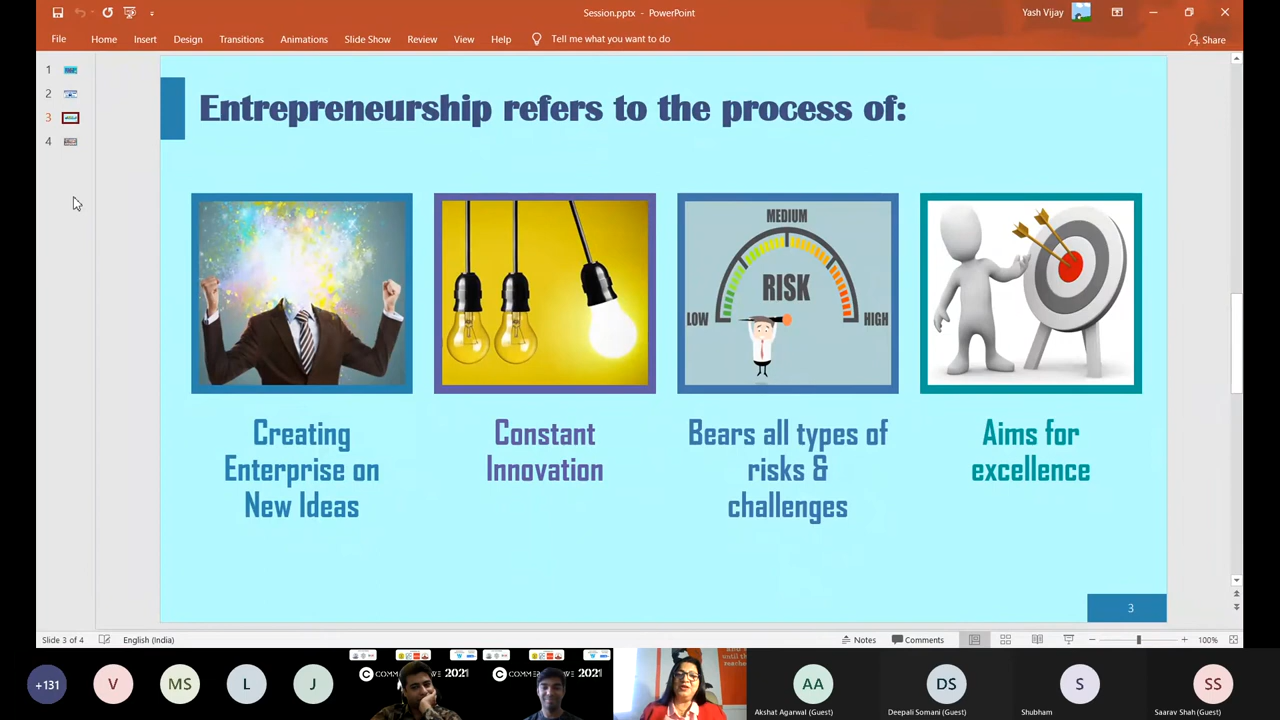 Session.pptx - PowerPoint
Yash Vijay
File Home Insert Design Transitions Animations Slide Show Review View Help Tell me what you want to do
Share
1
2
3
4
Entrepreneurship refers to the process of:
MEDIUM
RISK
LOW
HIGH
Creating
Enterprise on
New Ideas
Constant
Innovation
Bears all types of
risks &
challenges
Aims for
excellence
3
Slide 3 of 4
English (India)
Notes
Comments
100%
+131
V
MS
L
J
2021
2021
AA
Akshat Agarwal (Guest)
DS
Deepali Somani (Guest)
S
Shubham
SS
Saarav Shah (Guest)